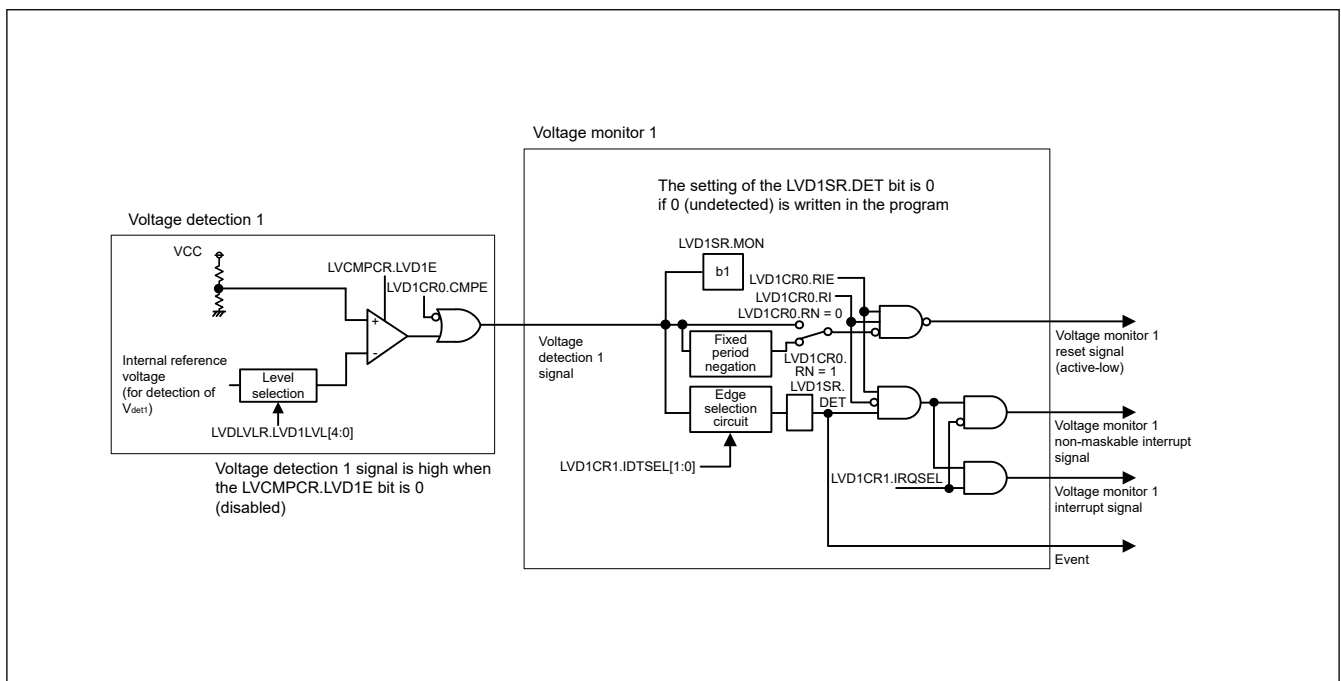 Voltage monitor 1
The setting of the LVD1SR.DET bit is 0
if 0 (undetected) is written in the program
Voltage detection 1
VCC
LVCMPCR.LVD1E
LVD1CR0.CMPE
+
-
Internal reference
voltage
(for detection of
Vdet1)
Level
selection
LVDLVLR.LVD1LVL[4:0]
Voltage detection 1 signal is high when
the LVCMPCR.LVD1E bit is 0
(disabled)
Voltage
detection 1
signal
LVD1SR.MON
b1
LVD1CR0.RIE
LVD1CR0.RI
LVD1CR0.RN = 0
Fixed
period
negation
LVD1CR0.
RN = 1
LVD1SR.
DET
Edge
selection
circuit
LVD1CR1.IDTSEL[1:0]
LVD1CR1.IRQSEL
Voltage monitor 1
reset signal
(active-low)
Voltage monitor 1
non-maskable interrupt
signal
Voltage monitor 1
interrupt signal
Event